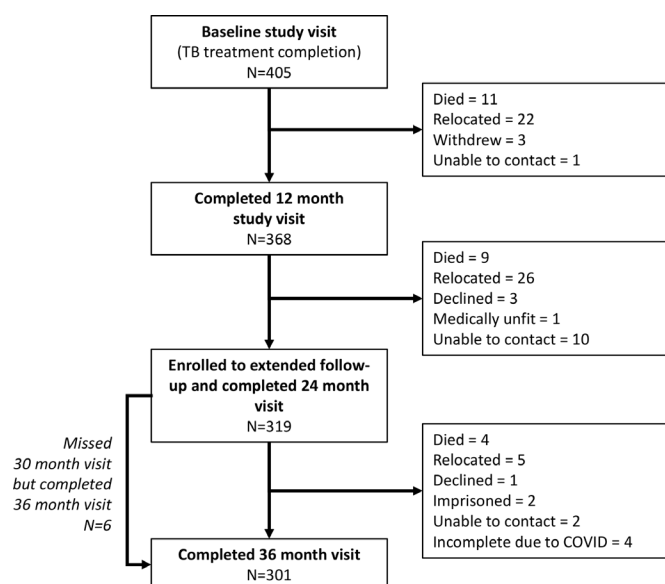 Baseline study visit
(TB treatment completion)
N=405
Died = 11
Relocated = 22
Withdrew = 3
Unable to contact = 1
Completed 12 month
study visit
N=368
Died = 9
Relocated = 26
Declined = 3
Medically unfit = 1
Unable to contact = 10
Enrolled to extended follow-
up and completed 24 month
visit
N=319
Missed
30 month visit
but completed
36 month visit
N=6
Died = 4
Relocated = 5
Declined = 1
Imprisoned = 2
Unable to contact = 2
Incomplete due to COVID = 4
Completed 36 month visit
N=301